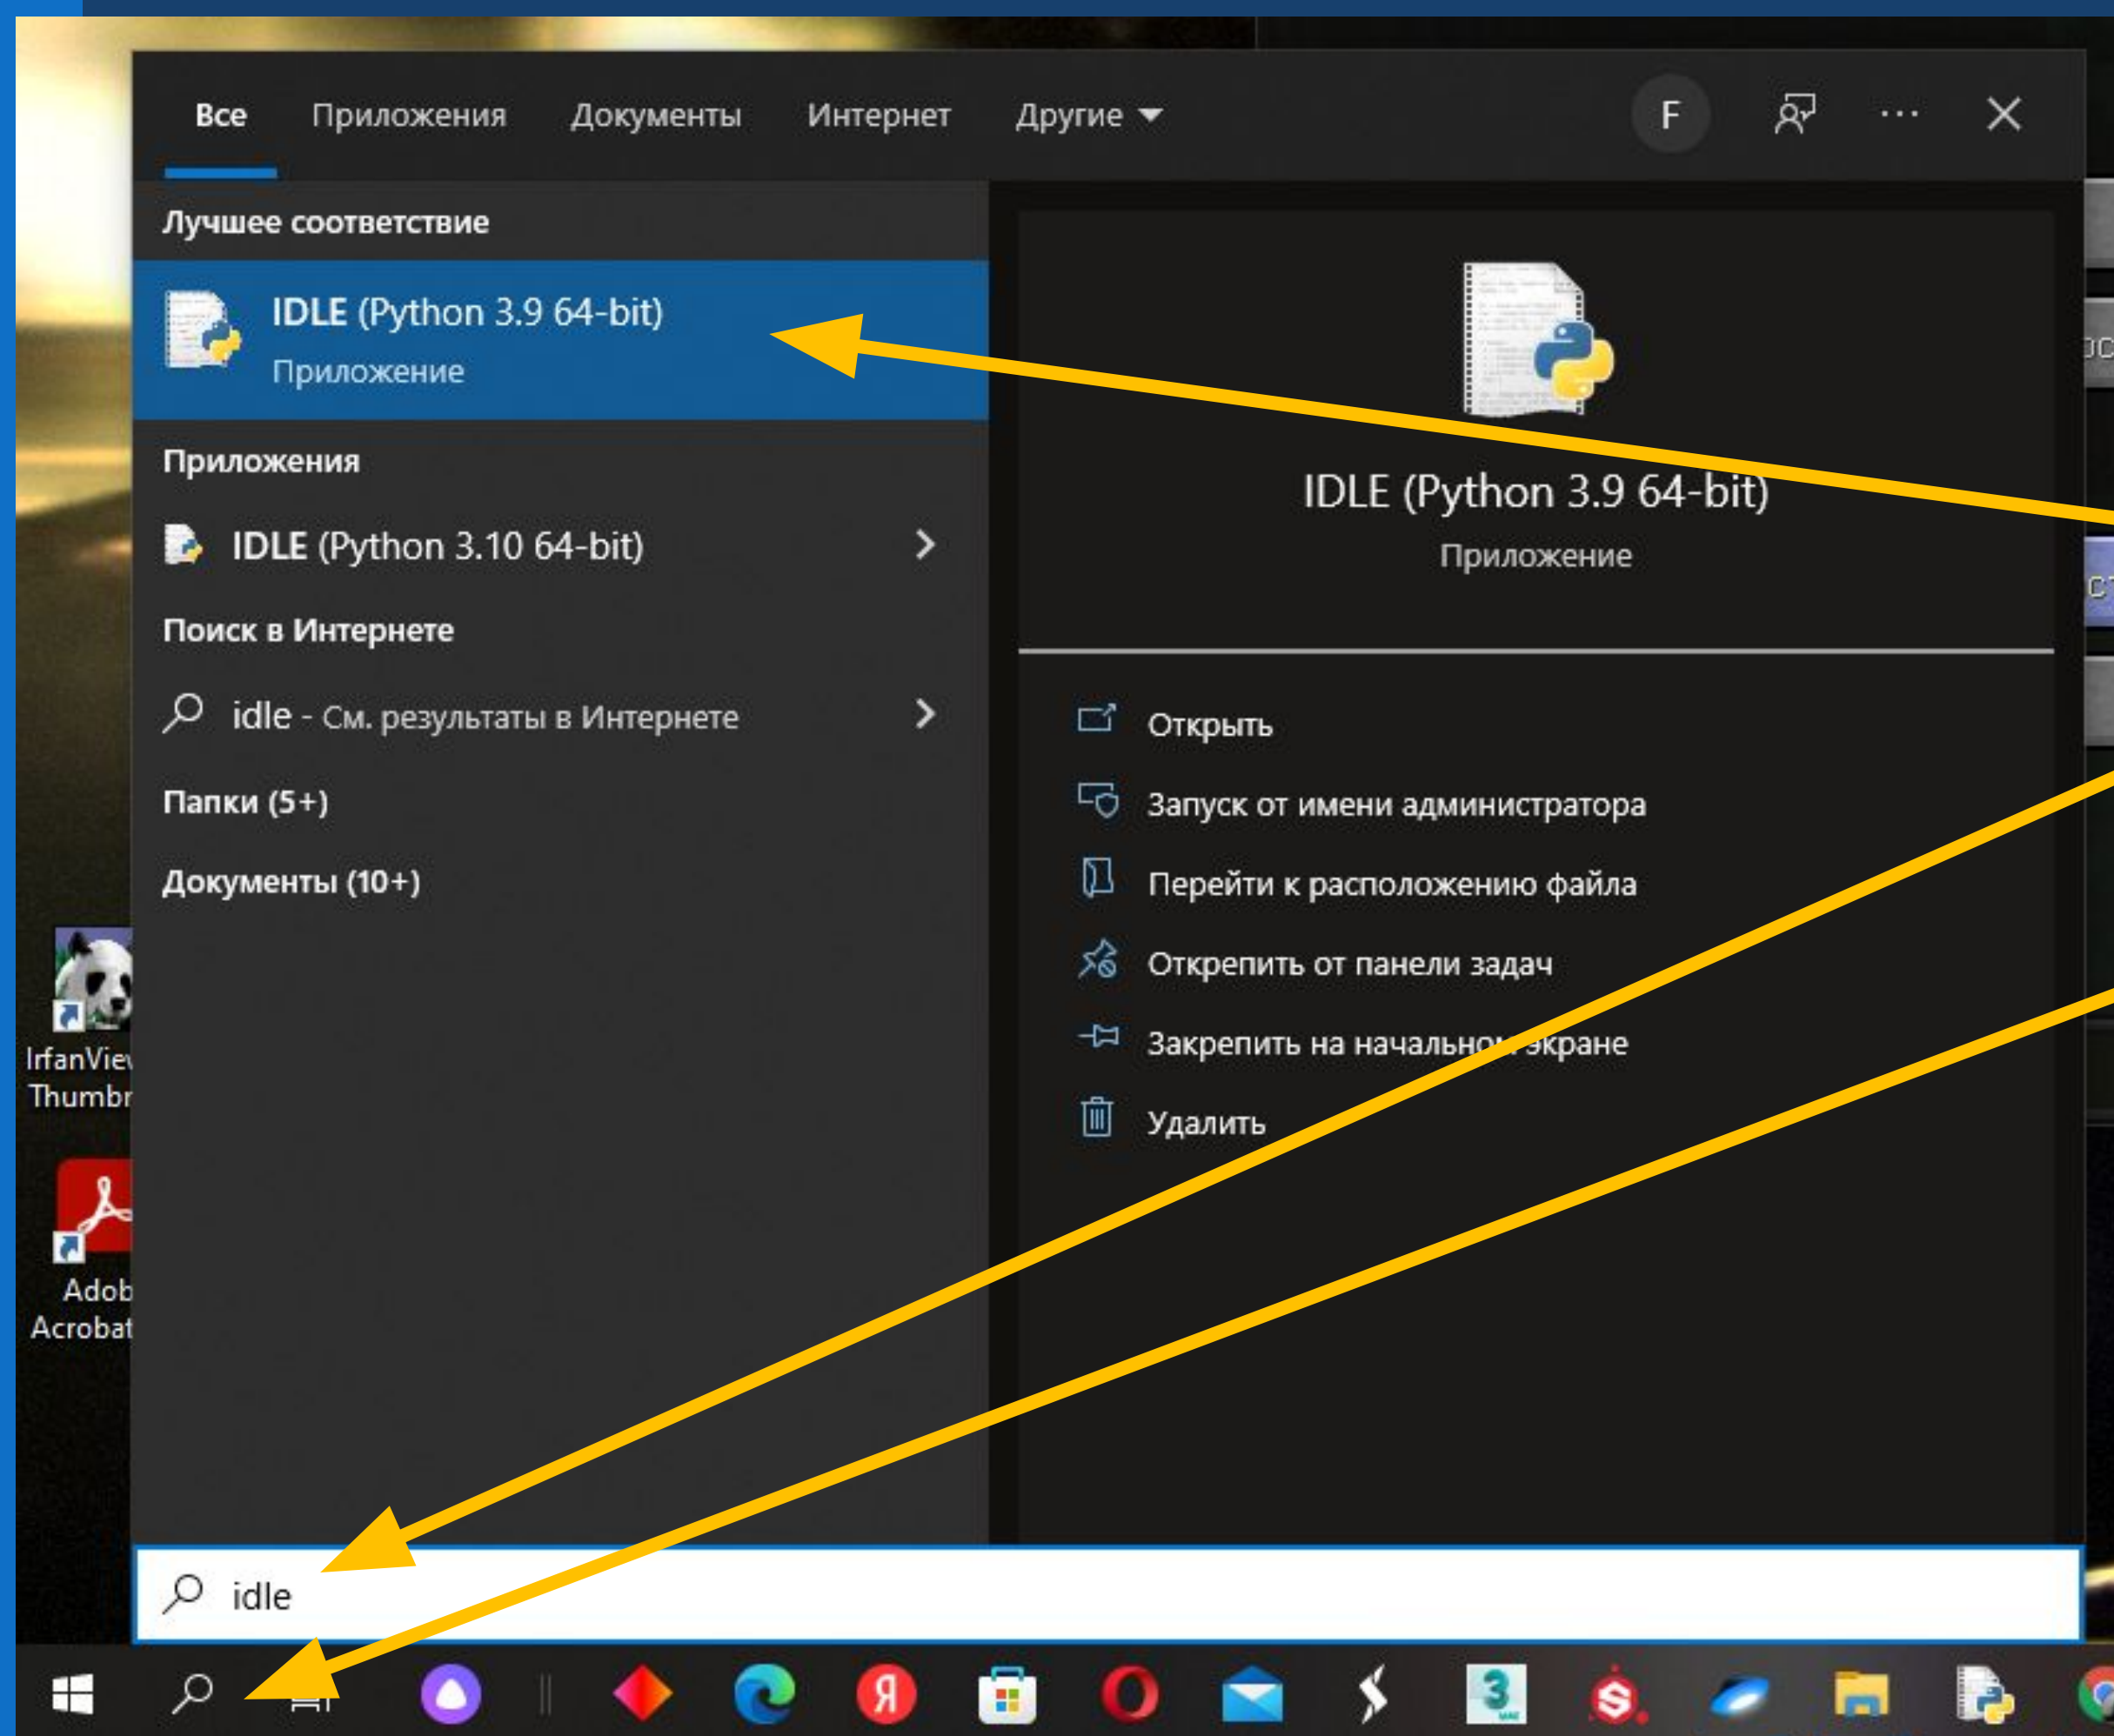 Все Приложения Документы Интернет Другие F
Лучшее соответствие
IDLE (Python 3.9 64-bit)
Приложение
Приложения
IDLE (Python 3.10 64-bit)
Поиск в Интернете
idle - См. результаты в Интернете
Папки (5+)
Документы (10+)
IDLE (Python 3.9 64-bit)
Приложение
Открыть
Запуск от имени администратора
Перейти к расположению файла
Открепить от панели задач
Закрепить на начальном экране
Удалить
idle
Я